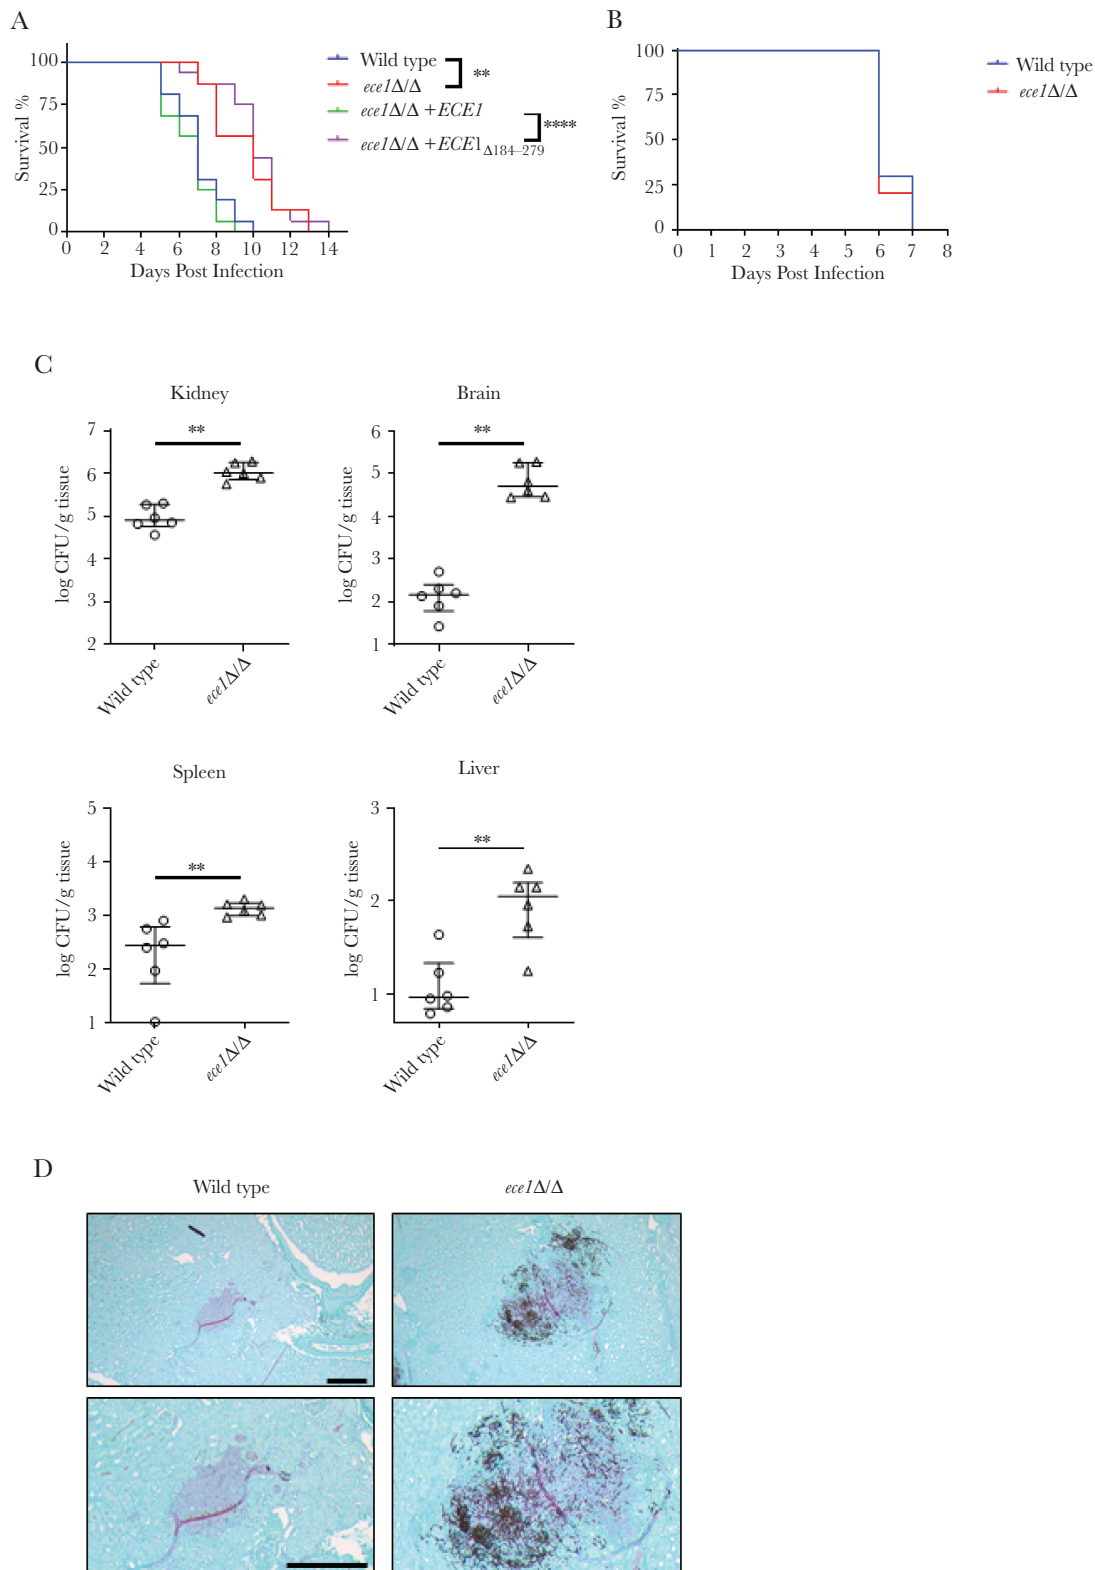 A
B
Survival %
100
75
50
25
0
0 2 4 6 8 10 12 14
Days Post Infection
Wild type
ece1Δ/Δ
**
ece1Δ/Δ +ECE1
ece1Δ/Δ +ECE1Δ184–279
****
Survival %
100
75
50
25
0
0 1 2 3 4 5 6 7 8
Days Post Infection
Wild type
ece1Δ/Δ
C
Kidney
**
log CFU/g tissue
7
6
5
4
3
2
Wild type
ece1Δ/Δ
Brain
**
log CFU/g tissue
6
5
4
3
2
1
Wild type
ece1Δ/Δ
Spleen
**
log CFU/g tissue
5
4
3
2
1
Wild type
ece1Δ/Δ
Liver
**
log CFU/g tissue
3
2
1
Wild type
ece1Δ/Δ
D
Wild type
ece1Δ/Δ